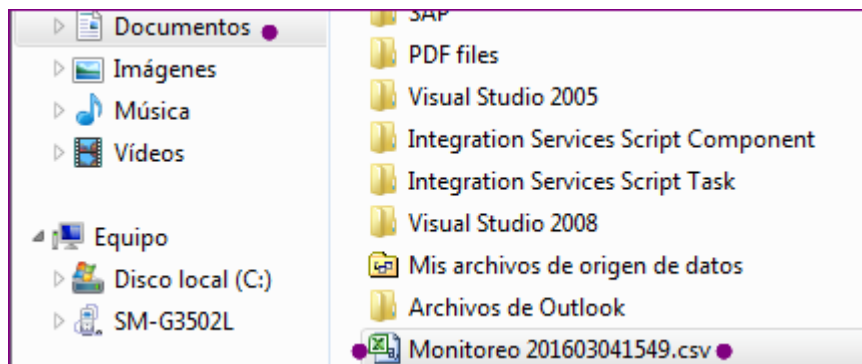 Documentos
Imágenes
Música
Vídeos
Equipo
Disco local (C:)
SM-G3502L
SAP
PDF files
Visual Studio 2005
Integration Services Script Component
Integration Services Script Task
Visual Studio 2008
Mis archivos de origen de datos
Archivos de Outlook
Monitoreo 201603041549.csv